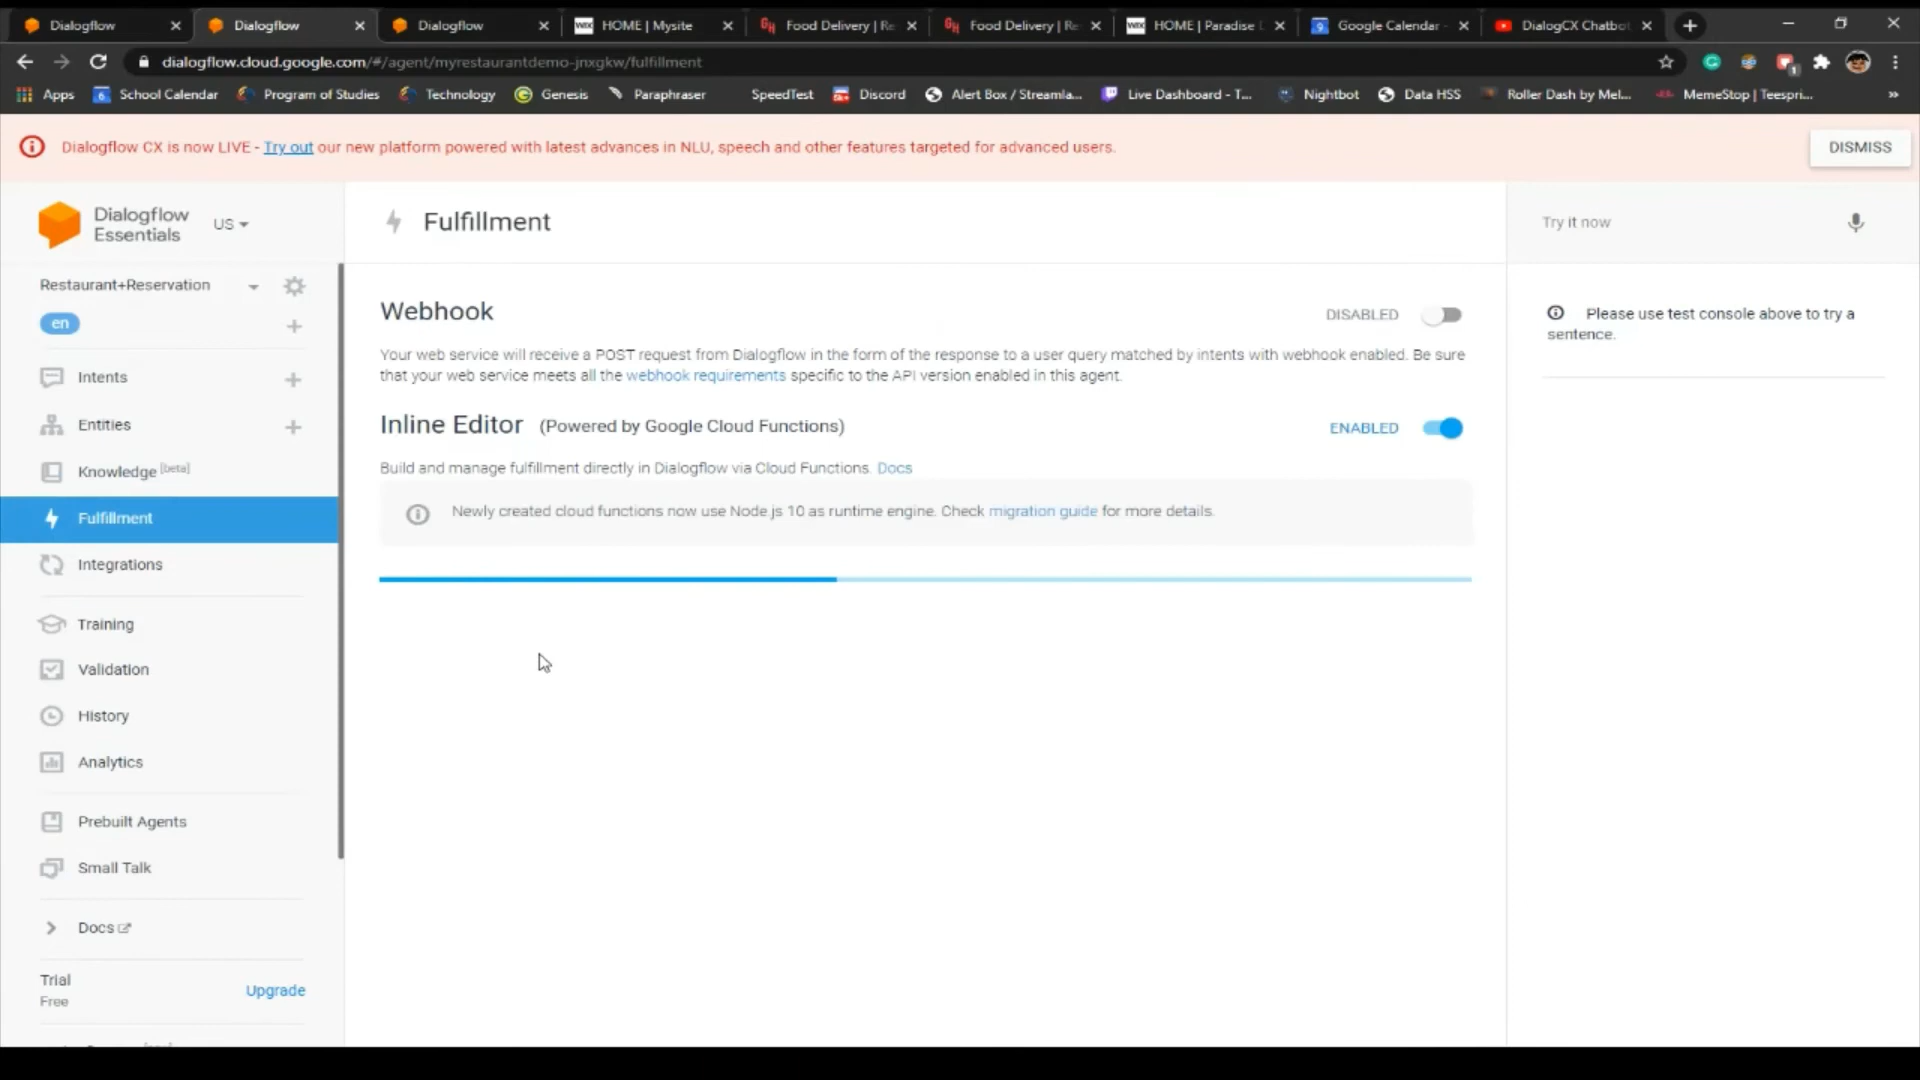 Dialogflow
Dialogflow
Dialogflow
WIX HOME | Mysite
Food Delivery | Re
Food Delivery | Re
WIX HOME | Paradise
Google Calendar -
DialogCX Chatbot
dialogflow.cloud.google.com/#/agent/myrestaurantdemo-jnxgkw/fulfillment
Apps
School Calendar
Program of Studies
Technology
Genesis
Paraphraser
SpeedTest
Discord
Alert Box / Streamla...
Live Dashboard - T...
Nightbot
Data HSS
Roller Dash by Mel...
MemeStop | Teespri...
»
Dialogflow CX is now LIVE - Try out our new platform powered with latest advances in NLU, speech and other features targeted for advanced users.
DISMISS
Dialogflow
Essentials
US
Restaurant+Reservation
en
Intents
Entities
Knowledge [beta]
Fulfillment
Integrations
Training
Validation
History
Analytics
Prebuilt Agents
Small Talk
Docs
Trial
Free
Upgrade
Fulfillment
Webhook
DISABLED
Your web service will receive a POST request from Dialogflow in the form of the response to a user query matched by intents with webhook enabled. Be sure
that your web service meets all the webhook requirements specific to the API version enabled in this agent.
Inline Editor (Powered by Google Cloud Functions)
ENABLED
Build and manage fulfillment directly in Dialogflow via Cloud Functions. Docs
Newly created cloud functions now use Node.js 10 as runtime engine. Check migration guide for more details.
Try it now
Please use test console above to try a
sentence.